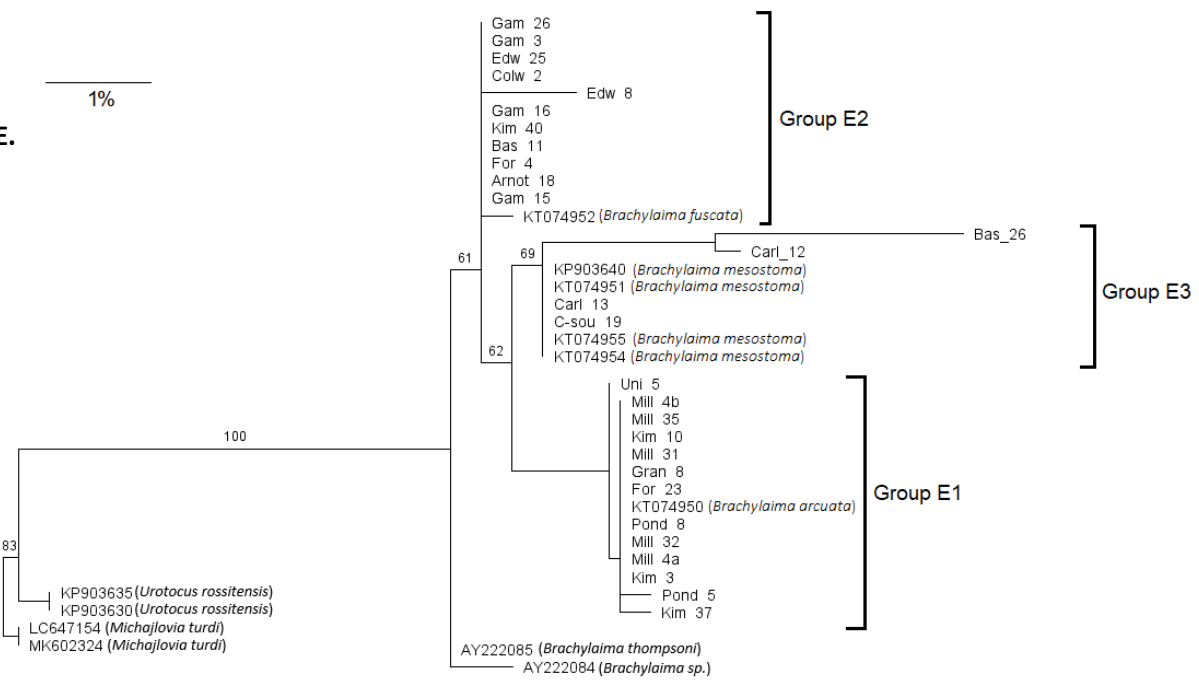 Gam 26
Gam 3
Edw 25
Colw 2
1%
Edw 8
Gam 16
Group E2
Kim 40
E.
Bas 11
For 4
Arnot 18
Gam 15
KT074952 (Brachylaima fuscata)
Bas_26
69
Carl_12
61
KP903640 (Brachylaima mesostoma)
KT074951 (Brachylaima mesostoma)
Group E3
Carl 13
C-sou 19
KT074955 (Brachylaima mesostoma)
62
KT074954 (Brachylaima mesostoma)
Uni 5
Mill 4b
Mill 35
100
Kim 10
Mill 31
Gran 8
Group E1
For 23
KT074950 (Brachylaima arcuata)
Pond 8
Mill 32
83
Mill 4a
Kim 3
KP903635 (Urotocus rossitensis)
Pond 5
KP903630 (Urotocus rossitensis)
Kim 37
LC647154 (Michajlovia turdi)
MK602324 (Michajlovia turdi)
AY222085 (Brachylaima thompsoni)
AY222084 (Brachylaima sp.)